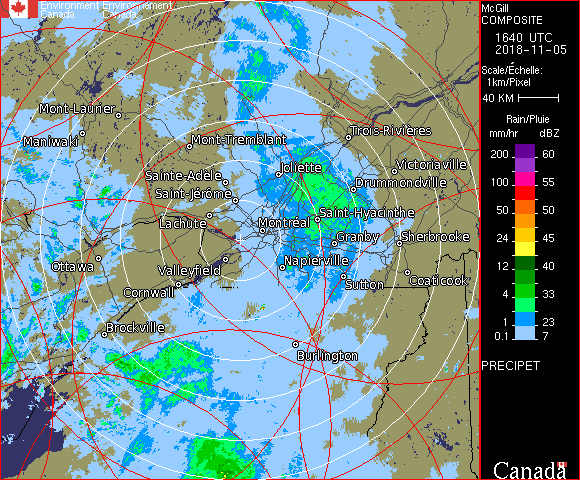 Environment Environnement
Canada Canada
McGill
COMPOSITE
1640 UTC
2018-11-05
Scale/Échelle:
1km/Pixel
40 KM
Rain/Pluie
mm/hr dBZ
200 60
100 55
50 50
24 45
12 40
4 33
1 23
0.1 7
PRECIPET
Canada
Mont-Laurier
Maniwaki
Mont-Tremblant
Trois-Rivières
Sainte-Adèle
Joliette
Victoriaville
Saint-Jérôme
Drummondville
Lachute
Montréal
Saint-Hyacinthe
Granby
Sherbrooke
Ottawa
Valleyfield
Napierville
Cornwall
Sutton
Coaticook
Brockville
Burlington